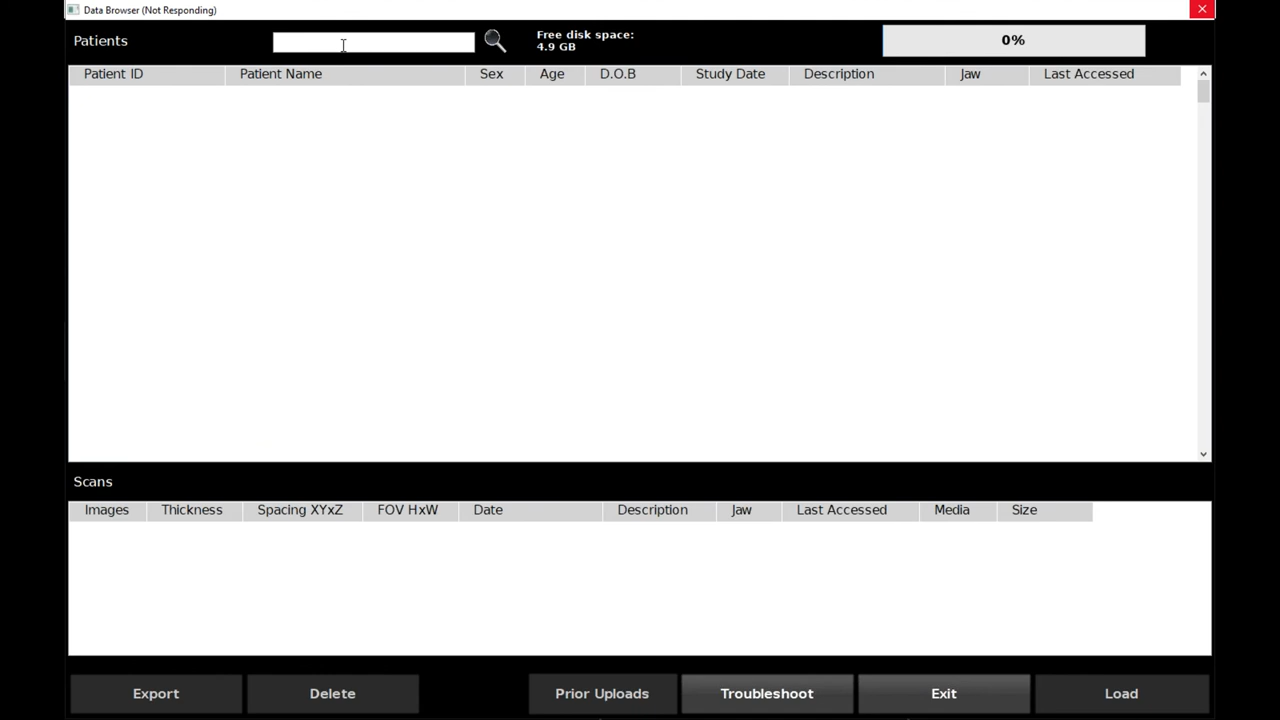 Data Browser (Not Responding)
Patients
Free disk space:
4.9 GB
0%
Patient ID Patient Name Sex Age D.O.B Study Date Description Jaw Last Accessed
Scans
Images Thickness Spacing XYxZ FOV HxW Date Description Jaw Last Accessed Media Size
Export Delete Prior Uploads Troubleshoot Exit Load